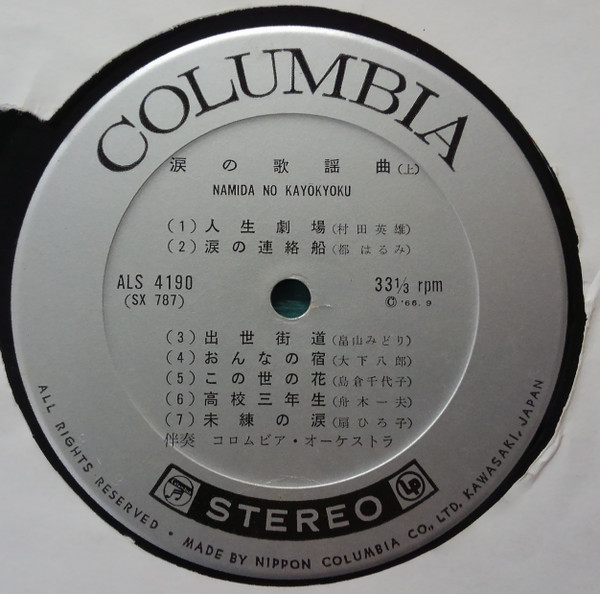 COLUMBIA
涙の歌謡曲(上)
NAMIDA NO KAYŌKYOKU
(1)人生劇場(村田英雄)
(2)涙の連絡船(都はるみ)
ALS 4190
(SX 787)
33⅓ rpm
©'66.9
(3)出世街道(畠山みどり)
(4)おんなの宿(大下八郎)
(5)この世の花(島倉千代子)
(6)高校三年生(舟木一夫)
(7)未練の涙(扇ひろ子)
伴奏 コロムビア・オーケストラ
STEREO
LP
ALL RIGHTS RESERVED • MADE BY NIPPON COLUMBIA CO., LTD. KAWASAKI, JAPAN